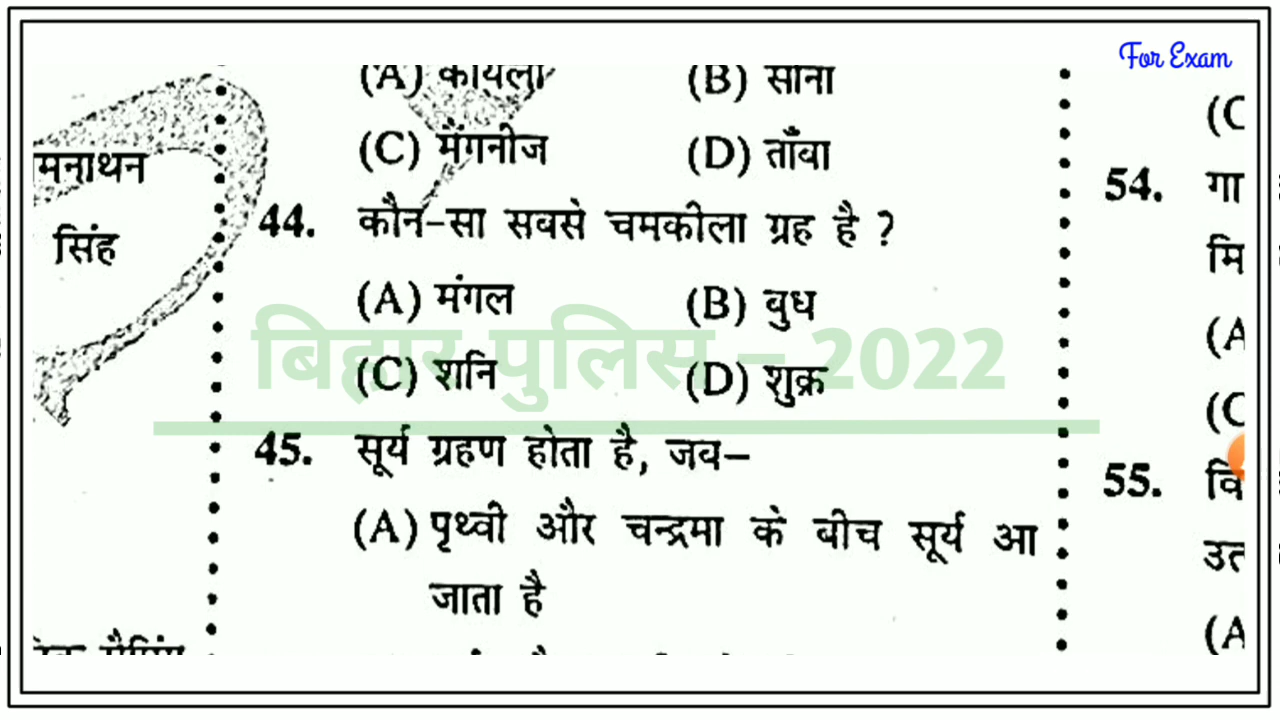 For Exam
(A) कोयला (B) सोना
(C) मैंगनीज (D) ताँबा
मनाथन
सिंह
44. कौन-सा सबसे चमकीला ग्रह है ?
(A) मंगल (B) बुध
(C) शनि (D) शुक्र
बिहार पुलिस – 2022
45. सूर्य ग्रहण होता है, जब–
(A) पृथ्वी और चन्द्रमा के बीच सूर्य आ
जाता है
(C
54. गा
मि
(A
(C
55. वि
उत
(A